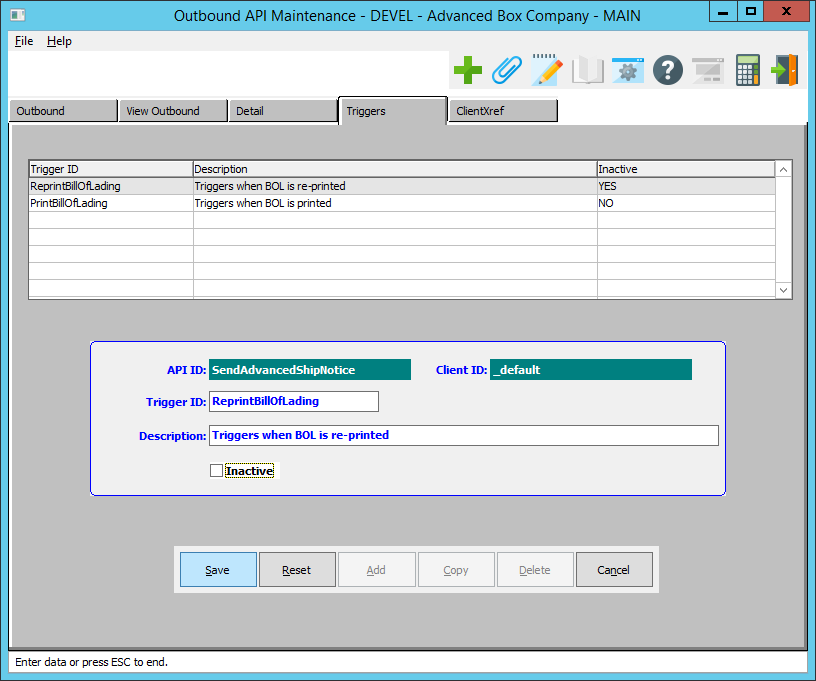 Outbound API Maintenance - DEVEL - Advanced Box Company - MAIN
File Help
Outbound View Outbound Detail Triggers ClientXref
Trigger ID Description Inactive
ReprintBillOfLading Triggers when BOL is re-printed YES
PrintBillOfLading Triggers when BOL is printed NO
API ID: SendAdvancedShipNotice Client ID: _default
Trigger ID: ReprintBillOfLading
Description: Triggers when BOL is re-printed
Inactive
Save Reset Add Copy Delete Cancel
Enter data or press ESC to end.